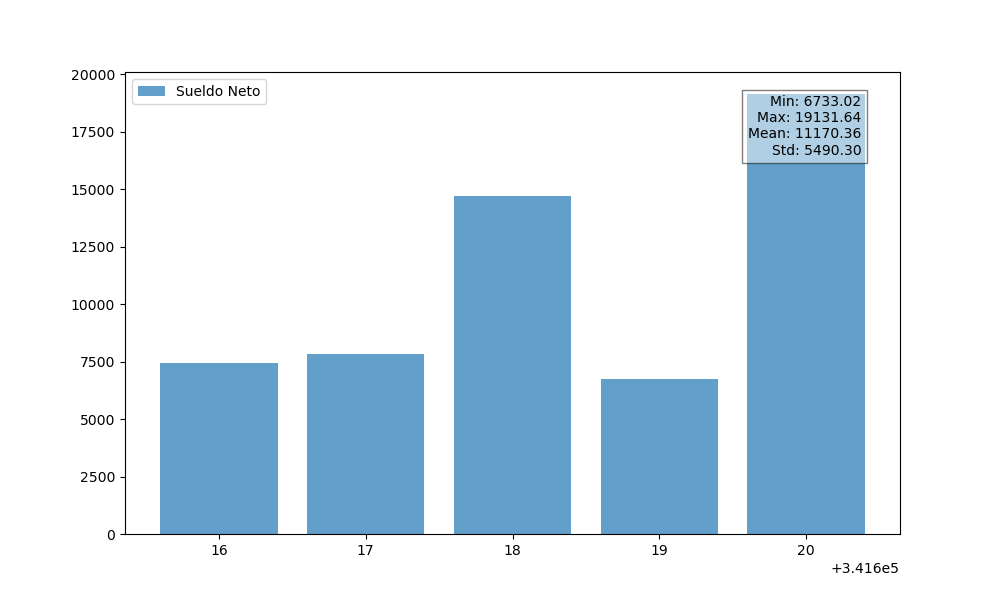 20000
17500
15000
12500
10000
7500
5000
2500
0
Sueldo Neto
Min: 6733.02
Max: 19131.64
Mean: 11170.36
Std: 5490.30
16 17 18 19 20
+3.416e5